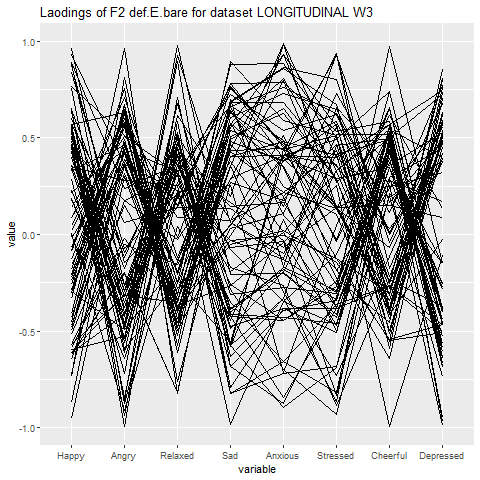 Laodings of F2 def.E.bare for dataset LONGITUDINAL W3
1.0
0.5
0.0
-0.5
-1.0
value
Happy Angry Relaxed Sad Anxious Stressed Cheerful Depressed
variable